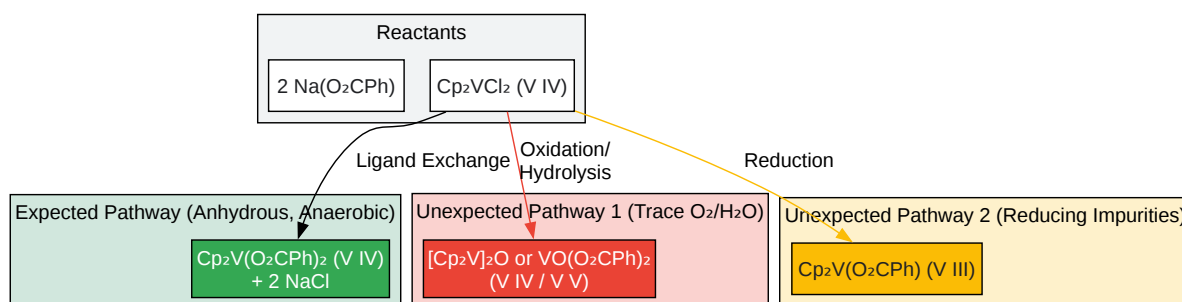 Reactants
2 Na(O₂CPh)
Cp₂VCl₂ (V IV)
Ligand Exchange
Oxidation/
Hydrolysis
Reduction
Expected Pathway (Anhydrous, Anaerobic)
Cp₂V(O₂CPh)₂ (V IV)
+ 2 NaCl
Unexpected Pathway 1 (Trace O₂/H₂O)
[Cp₂V]₂O or VO(O₂CPh)₂
(V IV / V V)
Unexpected Pathway 2 (Reducing Impurities)
Cp₂V(O₂CPh) (V III)